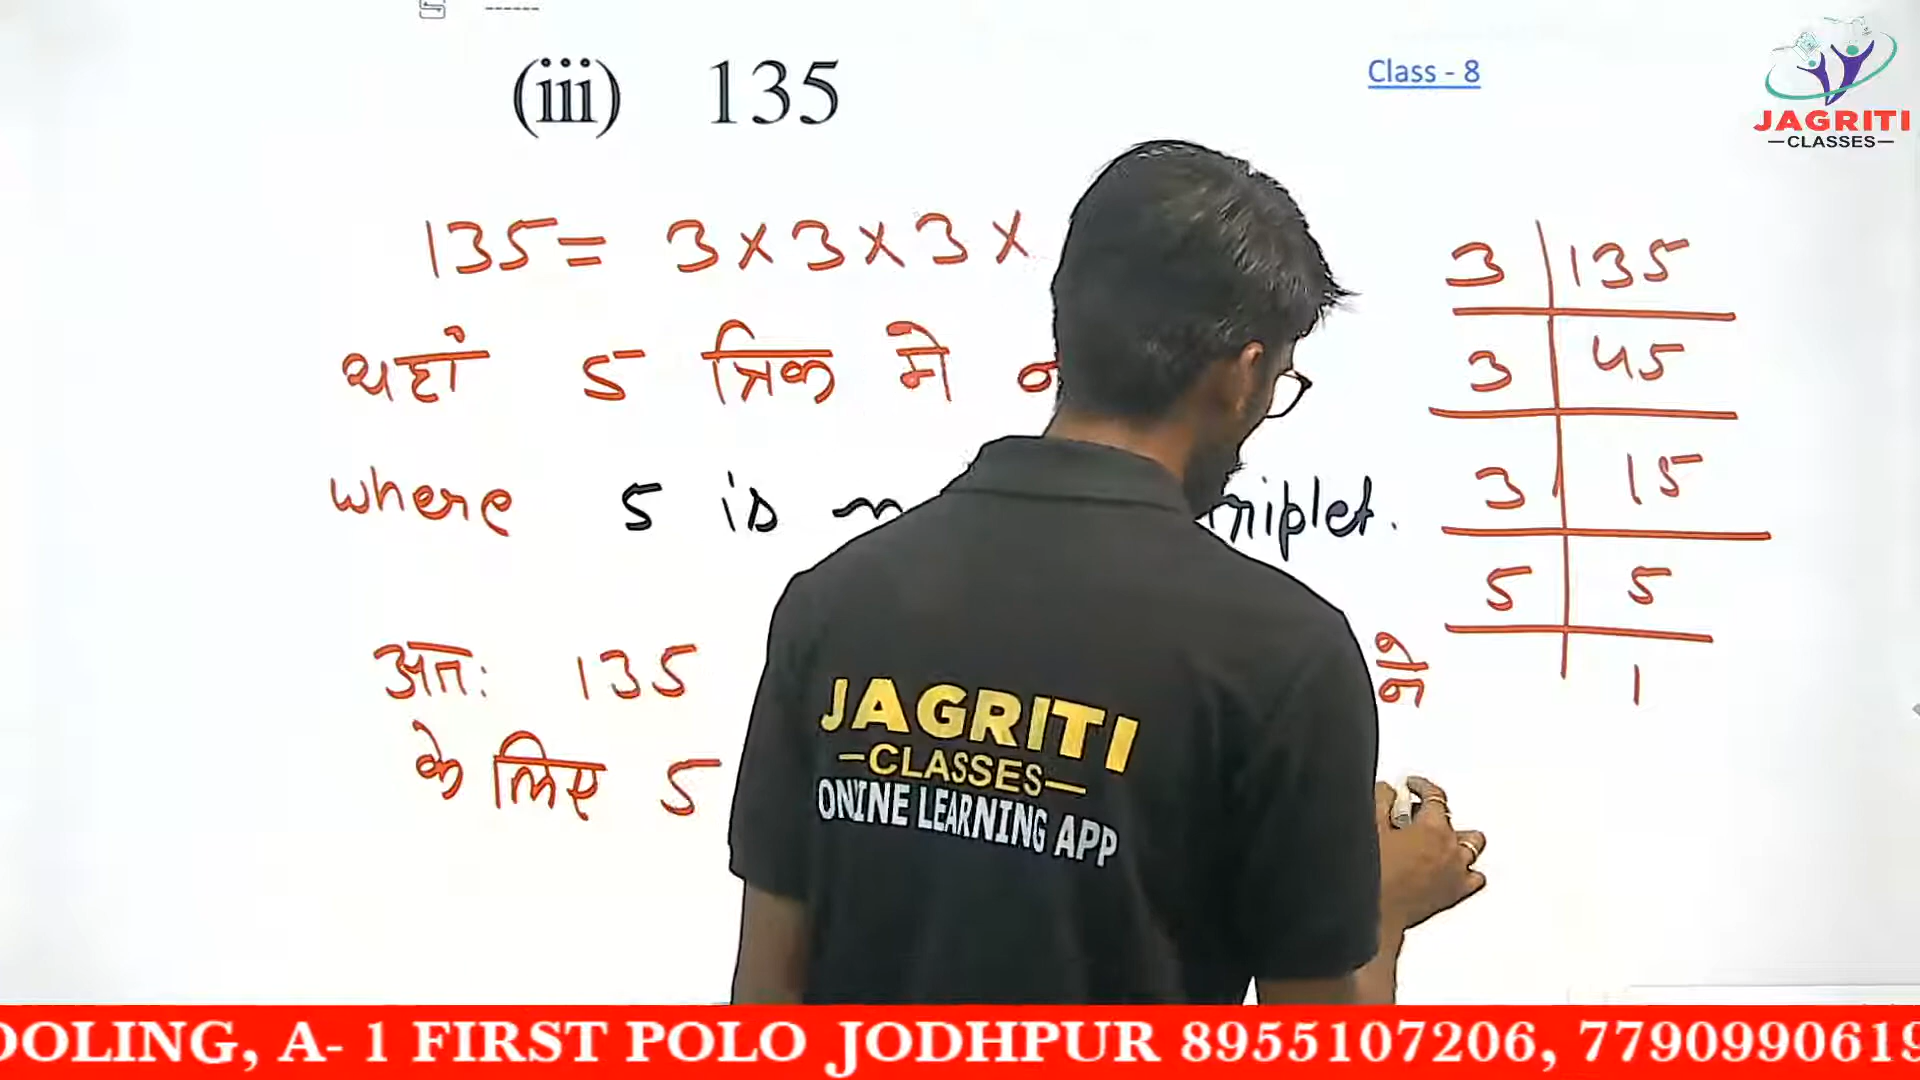 (iii) 135
Class - 8
JAGRITI
CLASSES
135 = 3 × 3 × 3 ×
यहां 5 त्रिक मे
where 5 is
अतः 135
के लिए 5
3 135
3 45
3 15
5 5
1
JAGRITI
CLASSES
ONLINE LEARNING APP
OOLING, A- 1 FIRST POLO JODHPUR 8955107206, 7790990619